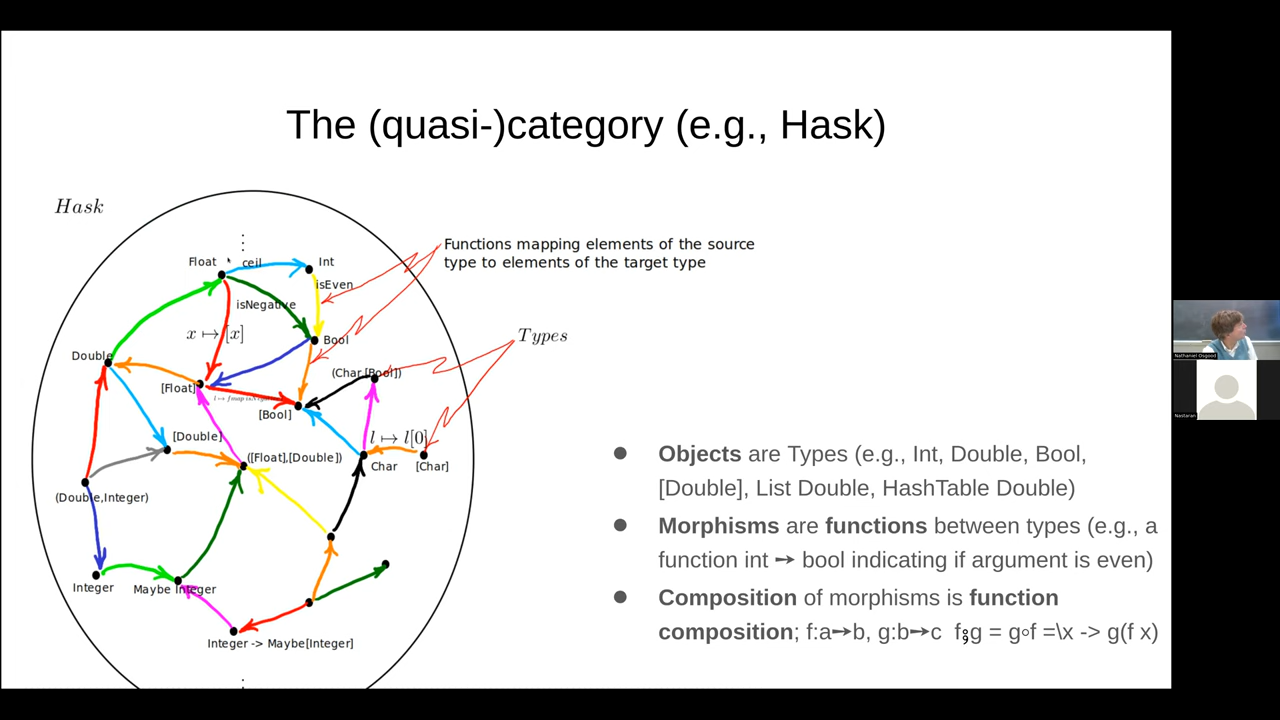 The (quasi-)category (e.g., Hask)
Hask
⋮
Functions mapping elements of the source
type to elements of the target type
Float
ceil
Int
isEven
isNegative
x ↦ [x]
Bool
Types
Double
(Char,[Bool])
[Float]
[Bool]
[Double]
l ↦ l[0]
([Float],[Double])
Char
[Char]
(Double,Integer)
Integer
Maybe Integer
Integer -> Maybe[Integer]
⋮
● Objects are Types (e.g., Int, Double, Bool,
[Double], List Double, HashTable Double)
● Morphisms are functions between types (e.g., a
function int ➙ bool indicating if argument is even)
● Composition of morphisms is function
composition; f:a➙b, g:b➙c f⨟g = g∘f =\x -> g(f x)
Nathaniel Osgood
Nastaran